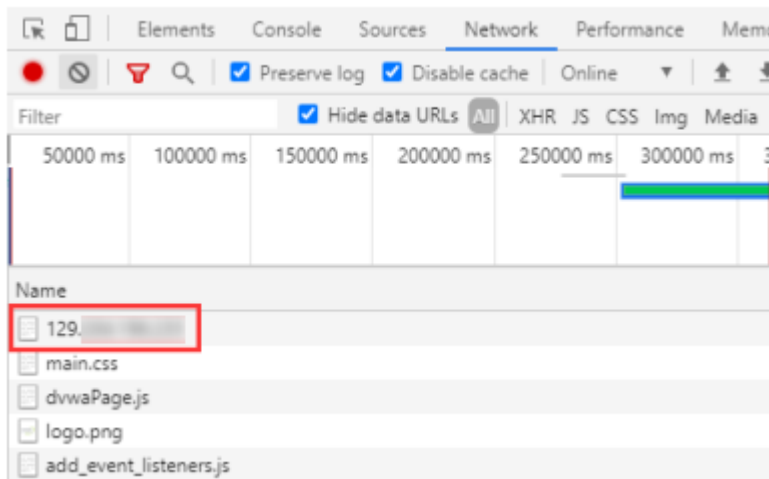 Elements Console Sources Network Performance Mem
Preserve log Disable cache Online
Filter Hide data URLs All XHR JS CSS Img Media
50000 ms 100000 ms 150000 ms 200000 ms 250000 ms 300000 ms
Name
129.
main.css
dvwaPage.js
logo.png
add_event_listeners.js